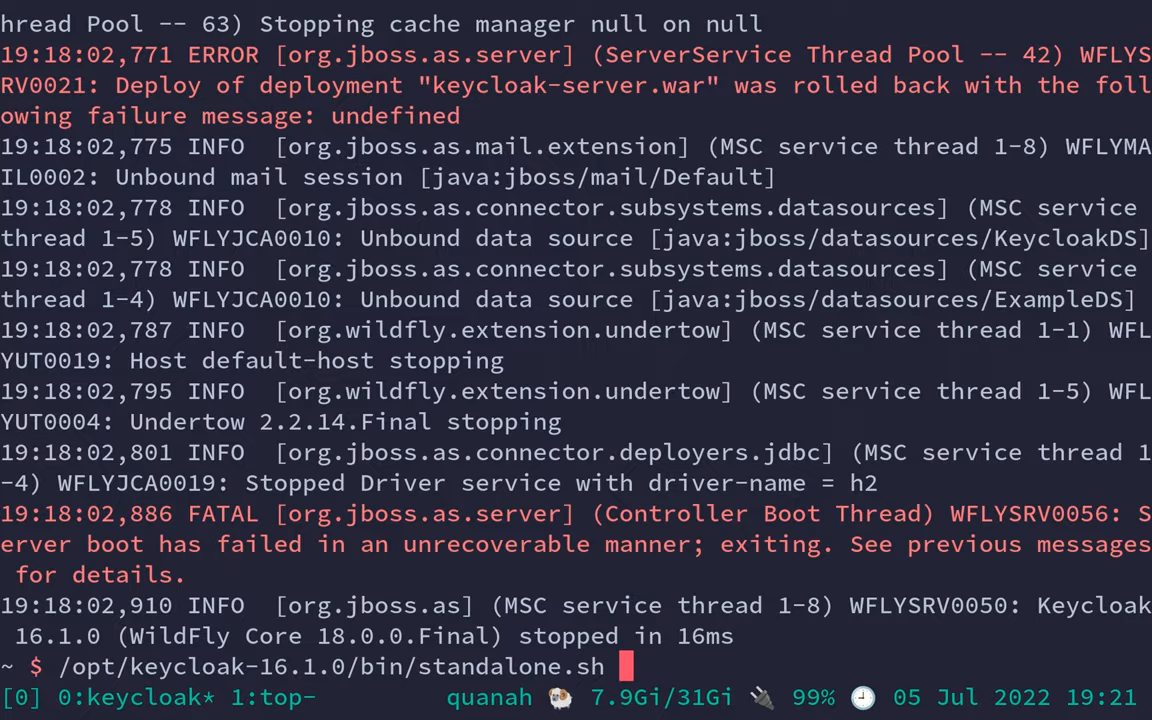 hread Pool -- 63) Stopping cache manager null on null
19:18:02,771 ERROR [org.jboss.as.server] (ServerService Thread Pool -- 42) WFLYS
RV0021: Deploy of deployment "keycloak-server.war" was rolled back with the foll
owing failure message: undefined
19:18:02,775 INFO  [org.jboss.as.mail.extension] (MSC service thread 1-8) WFLYMA
IL0002: Unbound mail session [java:jboss/mail/Default]
19:18:02,778 INFO  [org.jboss.as.connector.subsystems.datasources] (MSC service
thread 1-5) WFLYJCA0010: Unbound data source [java:jboss/datasources/KeycloakDS]
19:18:02,778 INFO  [org.jboss.as.connector.subsystems.datasources] (MSC service
thread 1-4) WFLYJCA0010: Unbound data source [java:jboss/datasources/ExampleDS]
19:18:02,787 INFO  [org.wildfly.extension.undertow] (MSC service thread 1-1) WFL
YUT0019: Host default-host stopping
19:18:02,795 INFO  [org.wildfly.extension.undertow] (MSC service thread 1-5) WFL
YUT0004: Undertow 2.2.14.Final stopping
19:18:02,801 INFO  [org.jboss.as.connector.deployers.jdbc] (MSC service thread 1
-4) WFLYJCA0019: Stopped Driver service with driver-name = h2
19:18:02,886 FATAL [org.jboss.as.server] (Controller Boot Thread) WFLYSRV0056: S
erver boot has failed in an unrecoverable manner; exiting. See previous messages
 for details.
19:18:02,910 INFO  [org.jboss.as] (MSC service thread 1-8) WFLYSRV0050: Keycloak
 16.1.0 (WildFly Core 18.0.0.Final) stopped in 16ms
~ $ /opt/keycloak-16.1.0/bin/standalone.sh
[0] 0:keycloak* 1:top- quanah 🐏 7.9Gi/31Gi 🔌 99% 🕘 05 Jul 2022 19:21